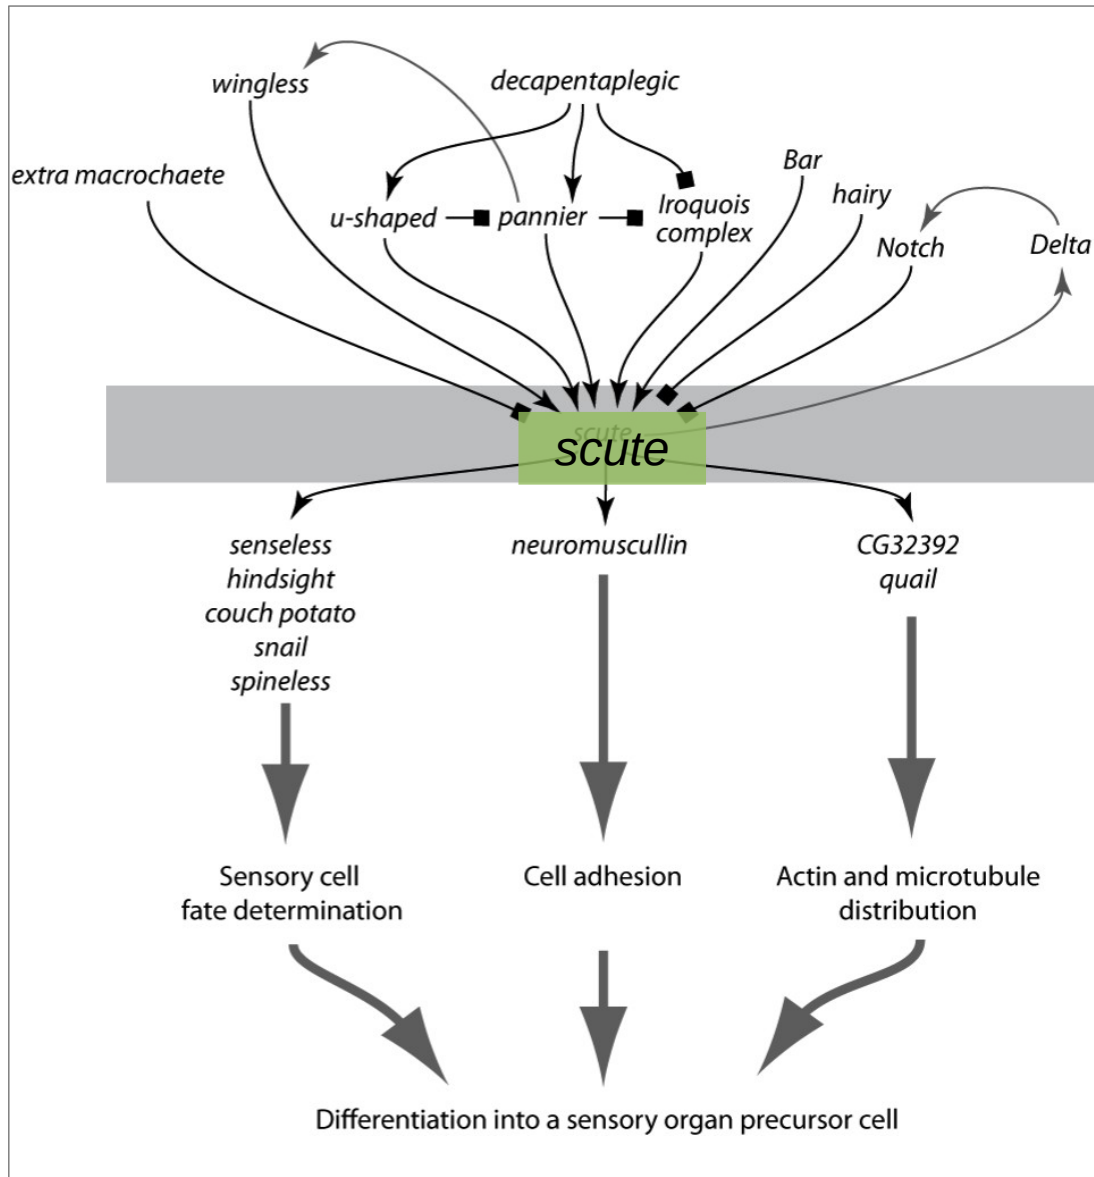 wingless
decapentaplegic
extra macrochaete
u-shaped
pannier
Iroquois
complex
Bar
hairy
Notch
Delta
scute
scute
senseless
hindsight
couch potato
snail
spineless
neuromuscullin
CG32392
quail
Sensory cell
fate determination
Cell adhesion
Actin and microtubule
distribution
Differentiation into a sensory organ precursor cell